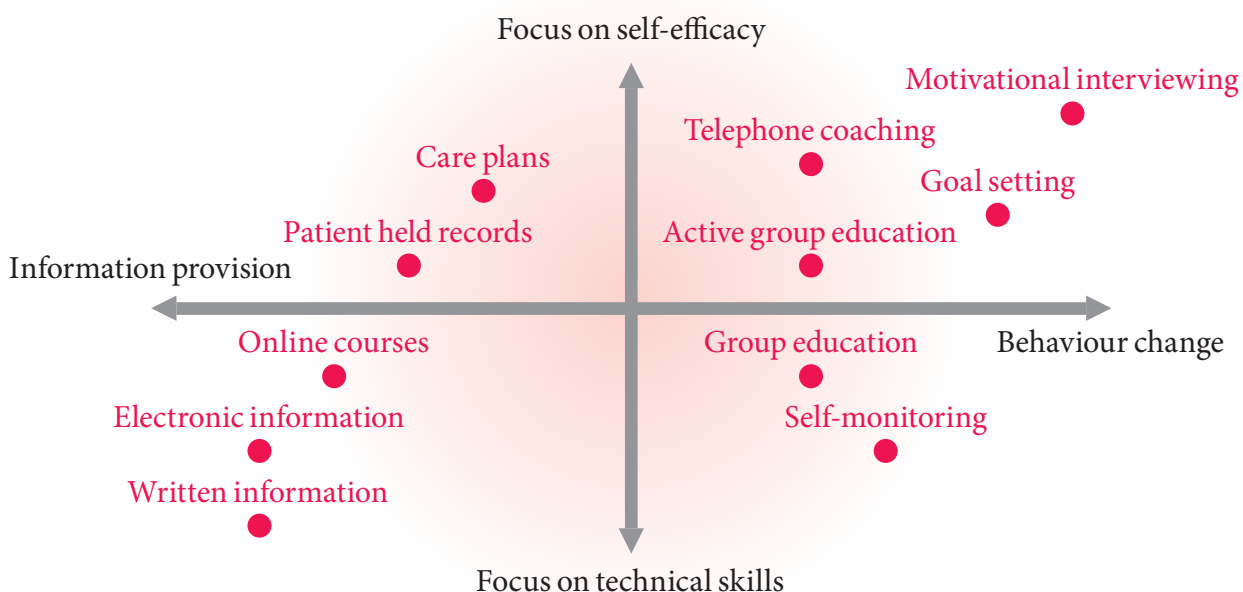 Focus on self-efficacy
Motivational interviewing
Telephone coaching
Care plans
Goal setting
Patient held records
Active group education
Information provision
Online courses
Group education
Behaviour change
Electronic information
Self-monitoring
Written information
Focus on technical skills